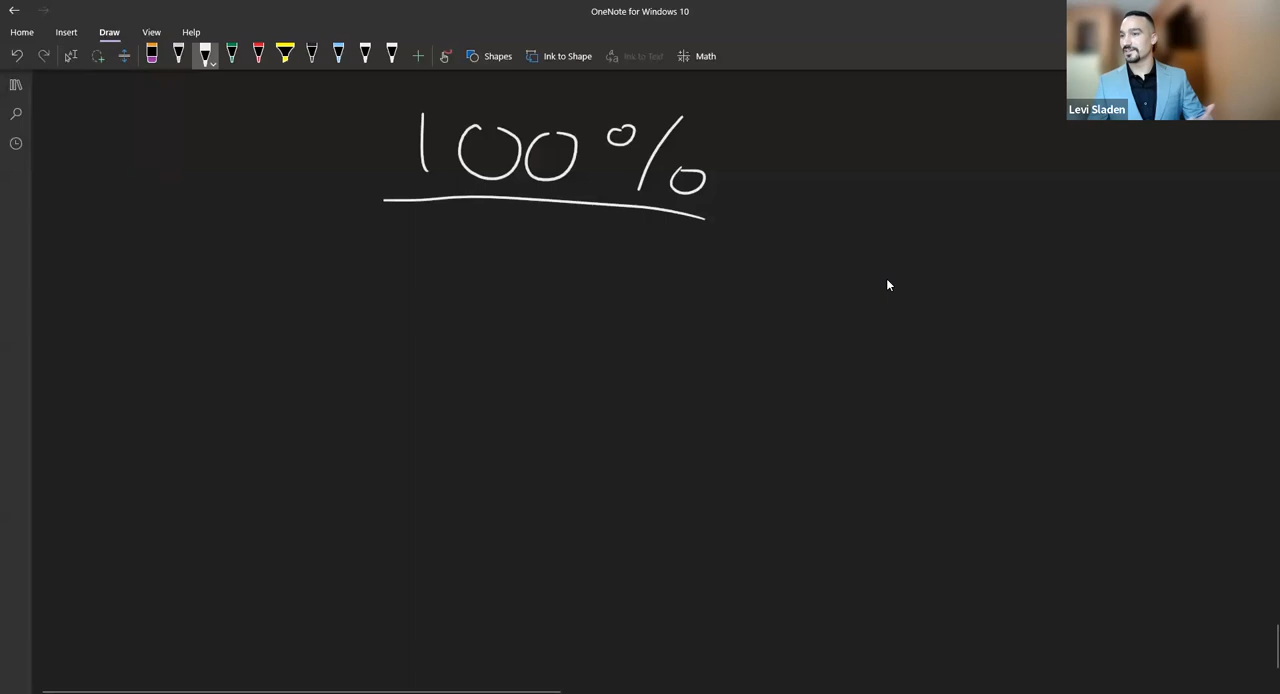 OneNote for Windows 10
Home Insert Draw View Help
Shapes Ink to Shape Ink to Text Math
Levi Sladen
100%